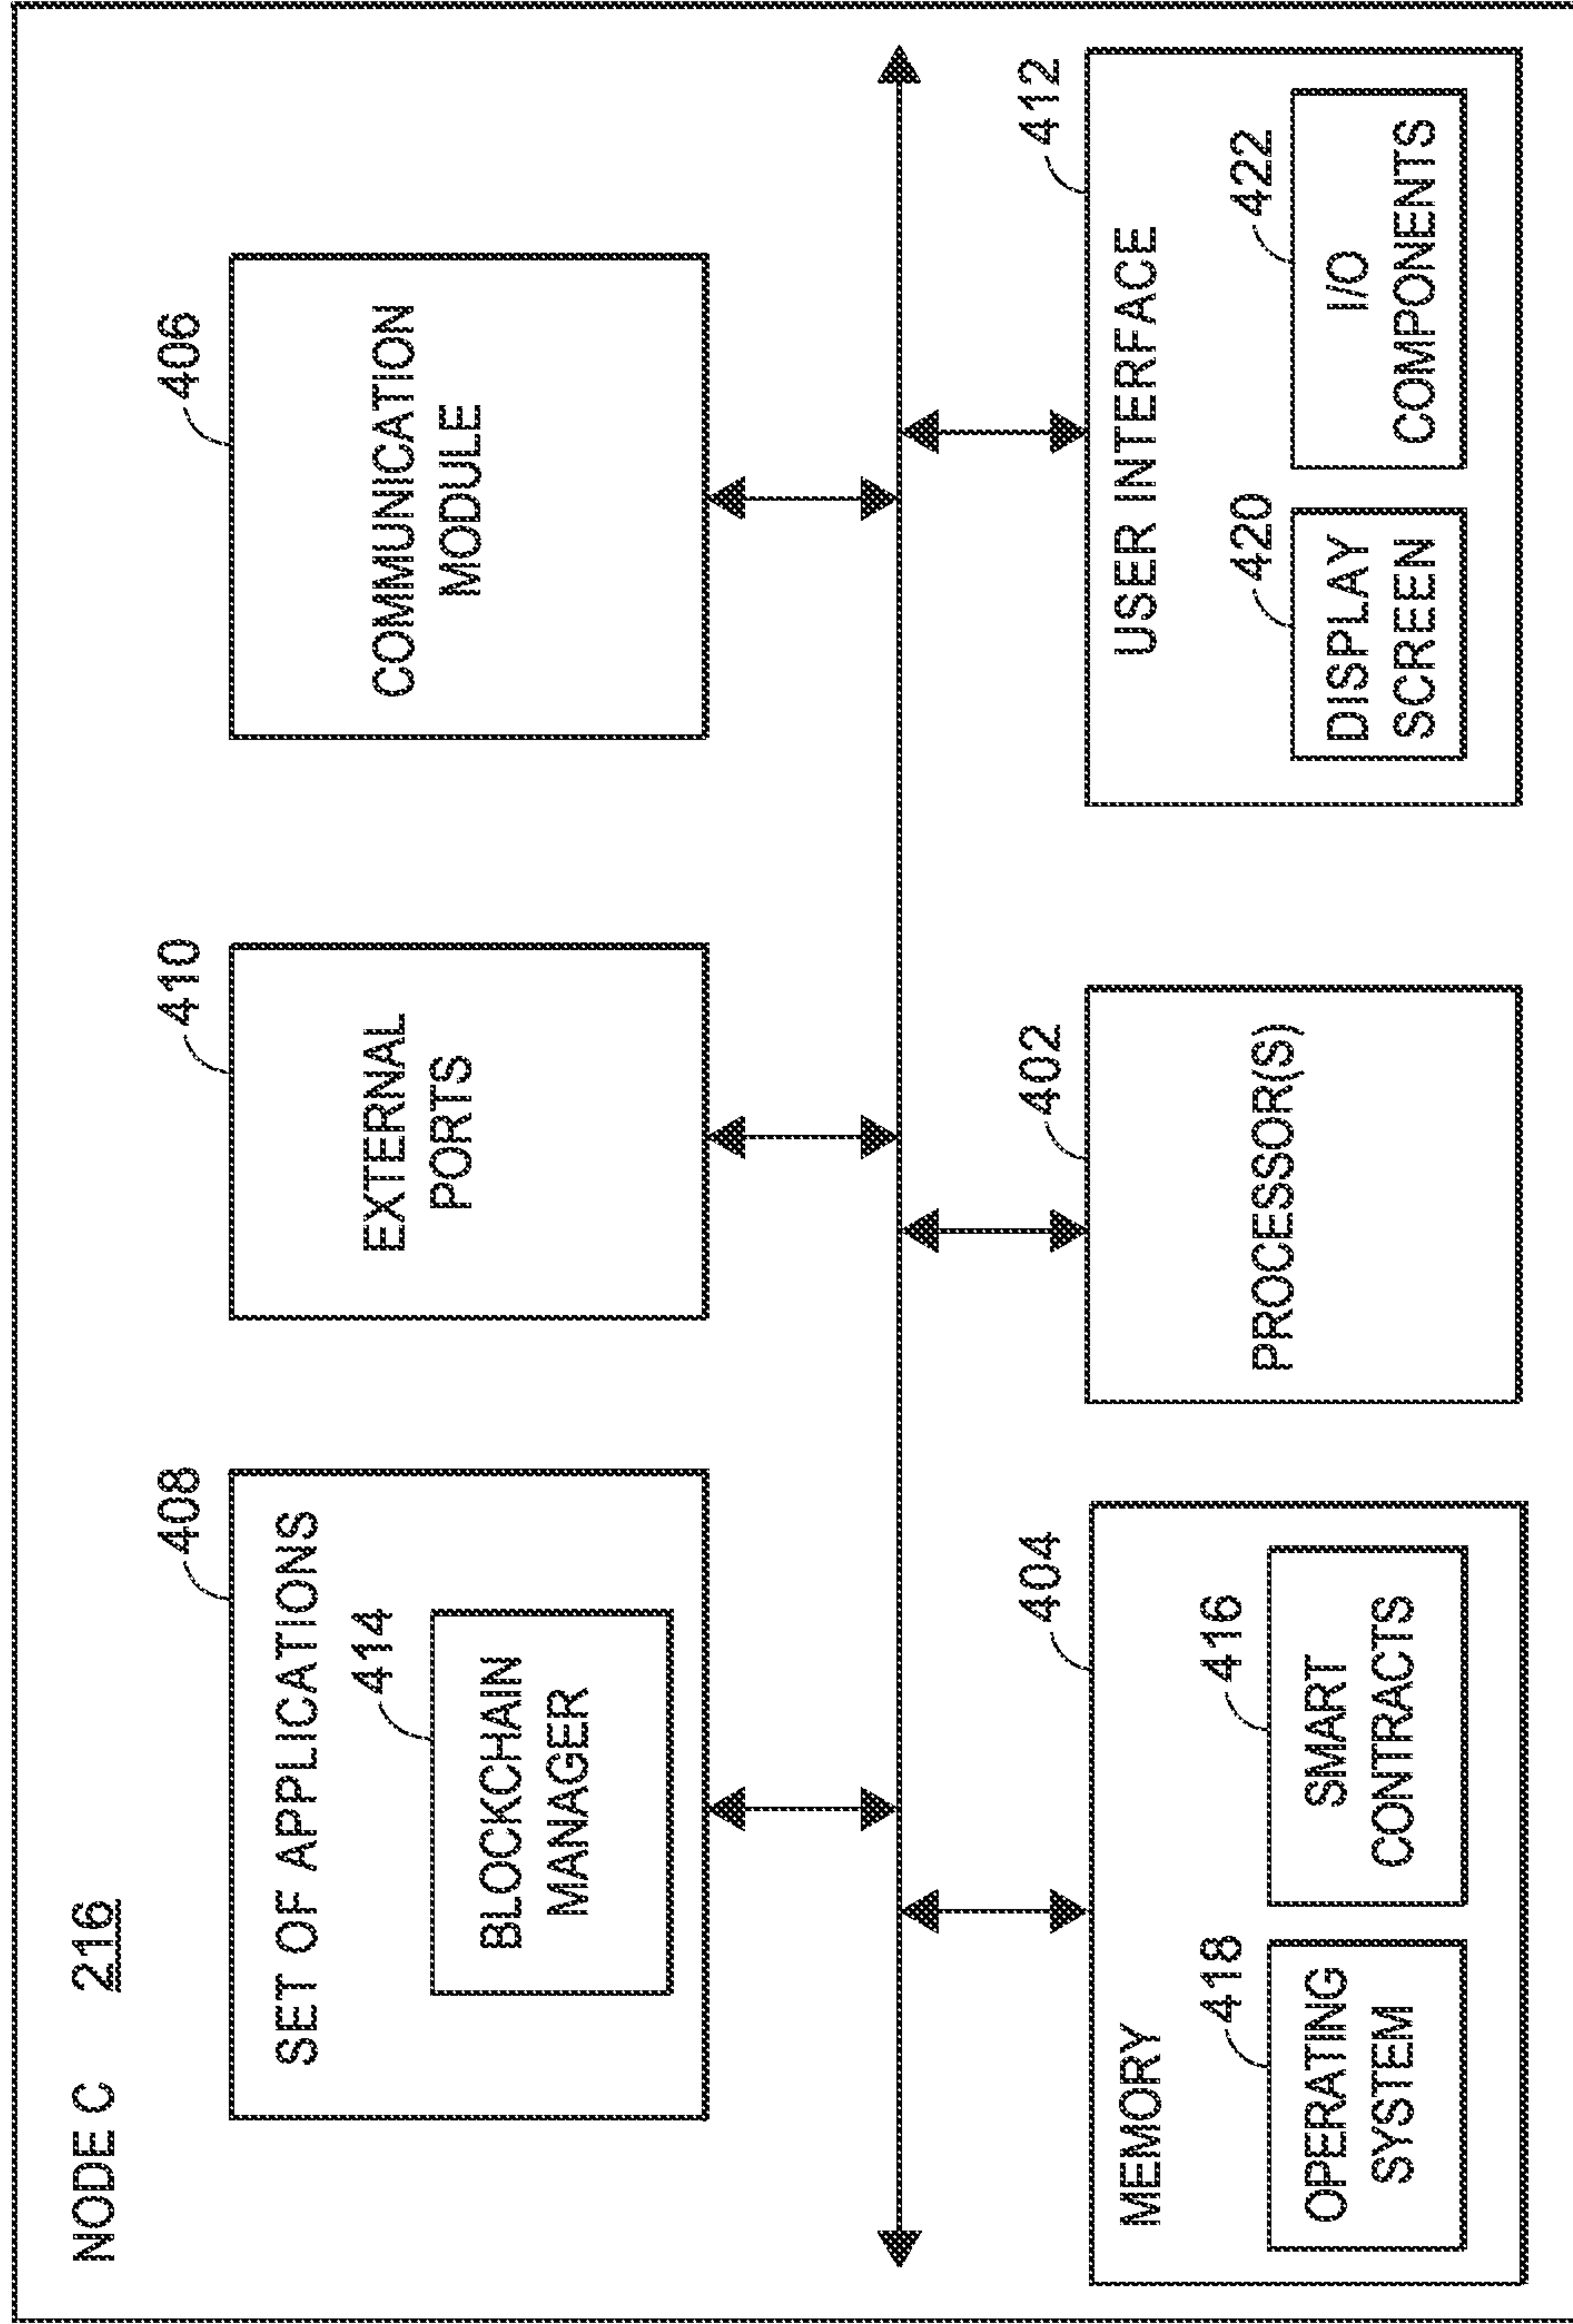 NODE C 216
408
SET OF APPLICATIONS
414
BLOCKCHAIN
MANAGER
410
EXTERNAL
PORTS
406
COMMUNICATION
MODULE
404
MEMORY
418
OPERATING
SYSTEM
416
SMART
CONTRACTS
402
PROCESSOR(S)
412
USER INTERFACE
420
DISPLAY
SCREEN
422
I/O
COMPONENTS